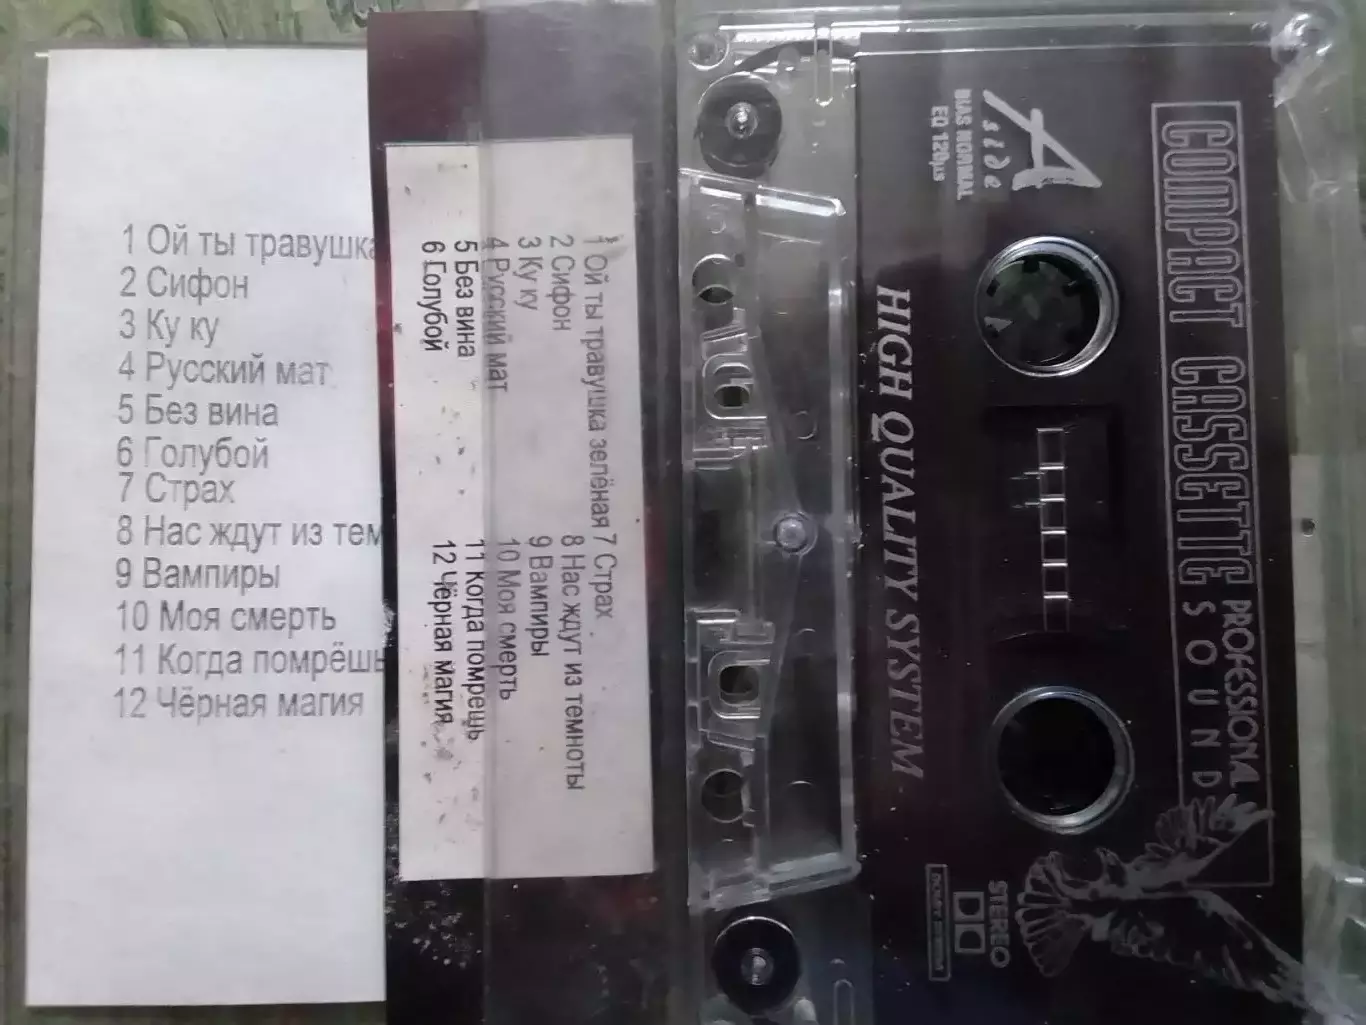 1 Ой ты травушка
2 Сифон
3 Ку ку
4 Русский мат
5 Без вина
6 Голубой
7 Страх
8 Нас ждут из тем
9 Вампиры
10 Моя смерть
11 Когда помрёшь
12 Чёрная магия
1 Ой ты травушка зелёная 7 Страх
2 Сифон 8 Нас ждут из темноты
3 Ку ку 9 Вампиры
4 Русский мат 10 Моя смерть
5 Без вина 11 Когда помрещь
6 Голубой 12 Чёрная магия
COMPACT CASSETTE
PROFESSIONAL
SOUND
A side
BIAS NORMAL
EQ 120µs
HIGH QUALITY SYSTEM
STEREO